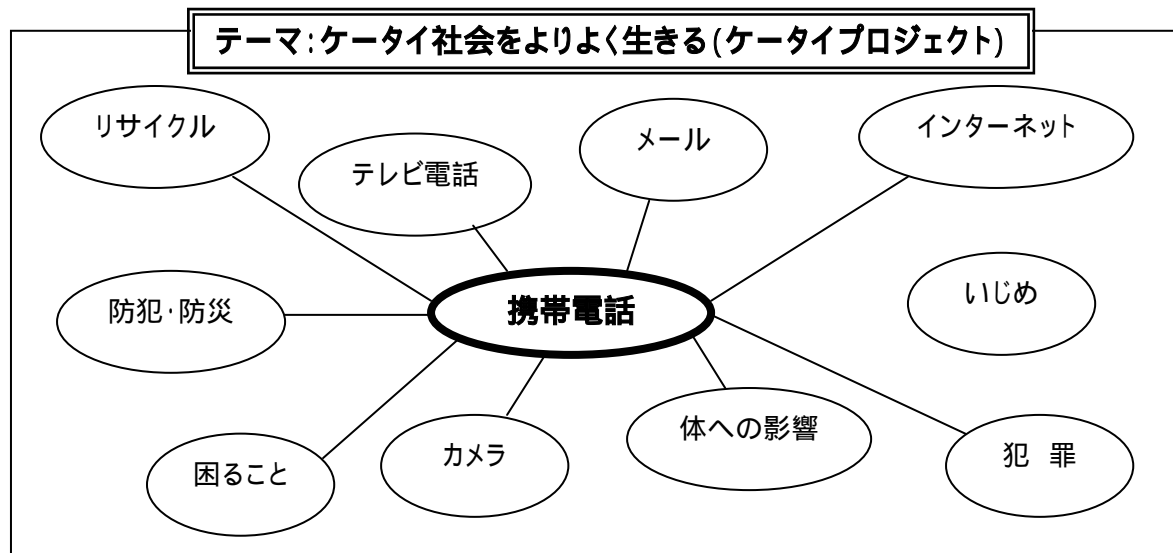 テーマ:ケータイ社会をよりよく生きる(ケータイプロジェクト)
リサイクル
テレビ電話
メール
インターネット
防犯・防災
携帯電話
いじめ
困ること
カメラ
体への影響
犯 罪